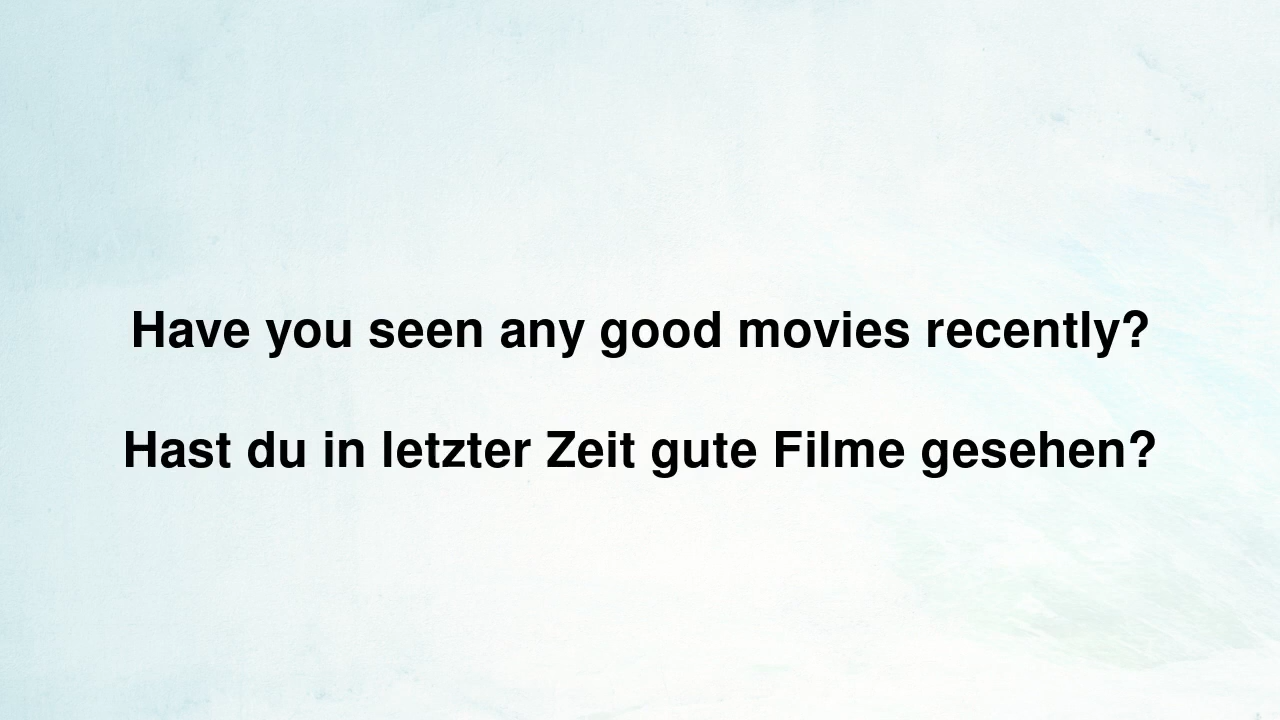 Have you seen any good movies recently?
Hast du in letzter Zeit gute Filme gesehen?